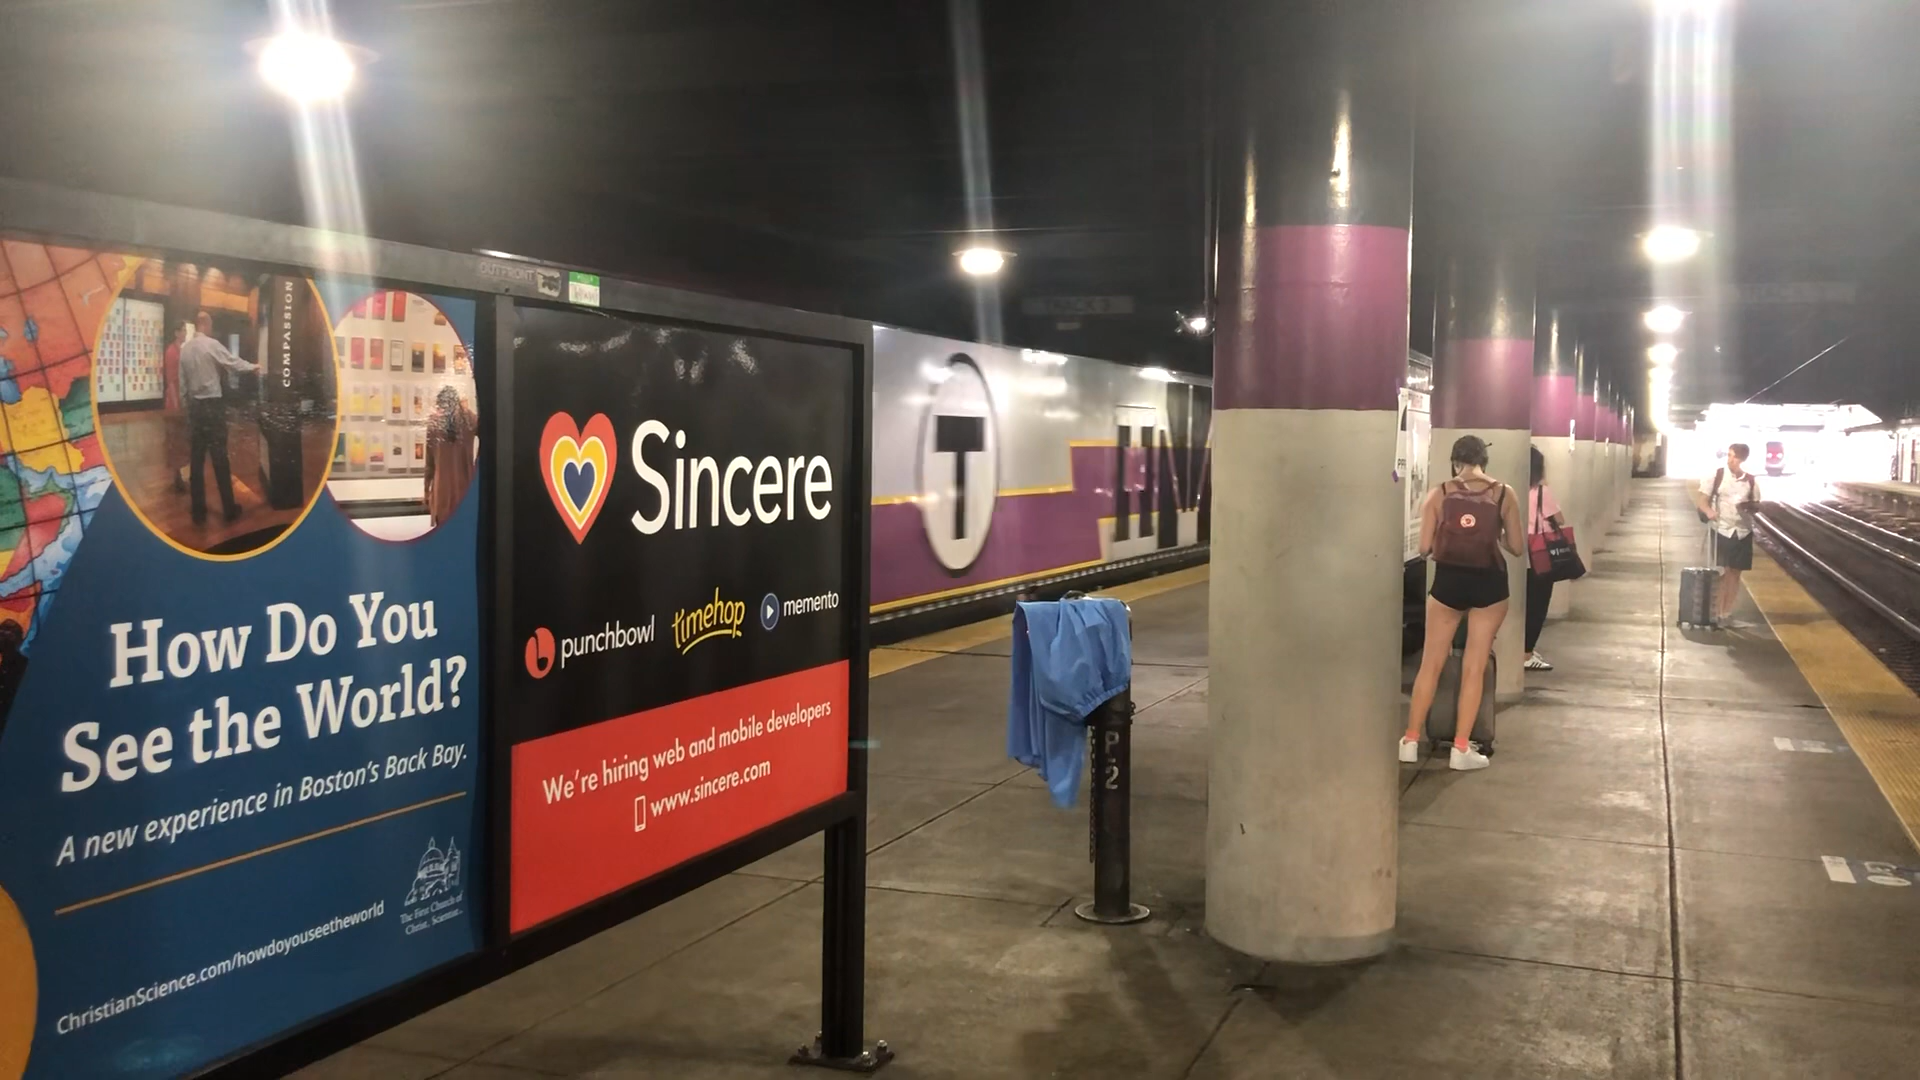 OUTFRONT
COMPASSION
How Do You
See the World?
A new experience in Boston's Back Bay.
The First Church of
Christ, Scientist
ChristianScience.com/howdoyouseetheworld
Sincere
punchbowl
timehop
memento
We're hiring web and mobile developers
www.sincere.com
T
P2